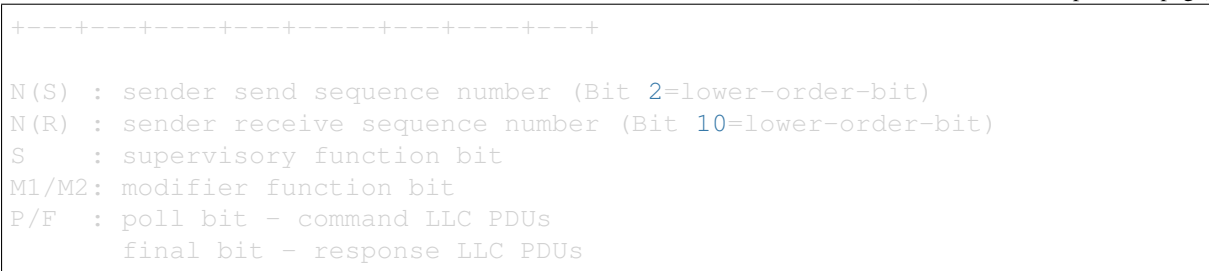 +---+---+----+---+-----+---+----+---+
N(S) : sender send sequence number (Bit 2=lower-order-bit)
N(R) : sender receive sequence number (Bit 10=lower-order-bit)
S    : supervisory function bit
M1/M2: modifier function bit
P/F  : poll bit - command LLC PDUs
       final bit - response LLC PDUs